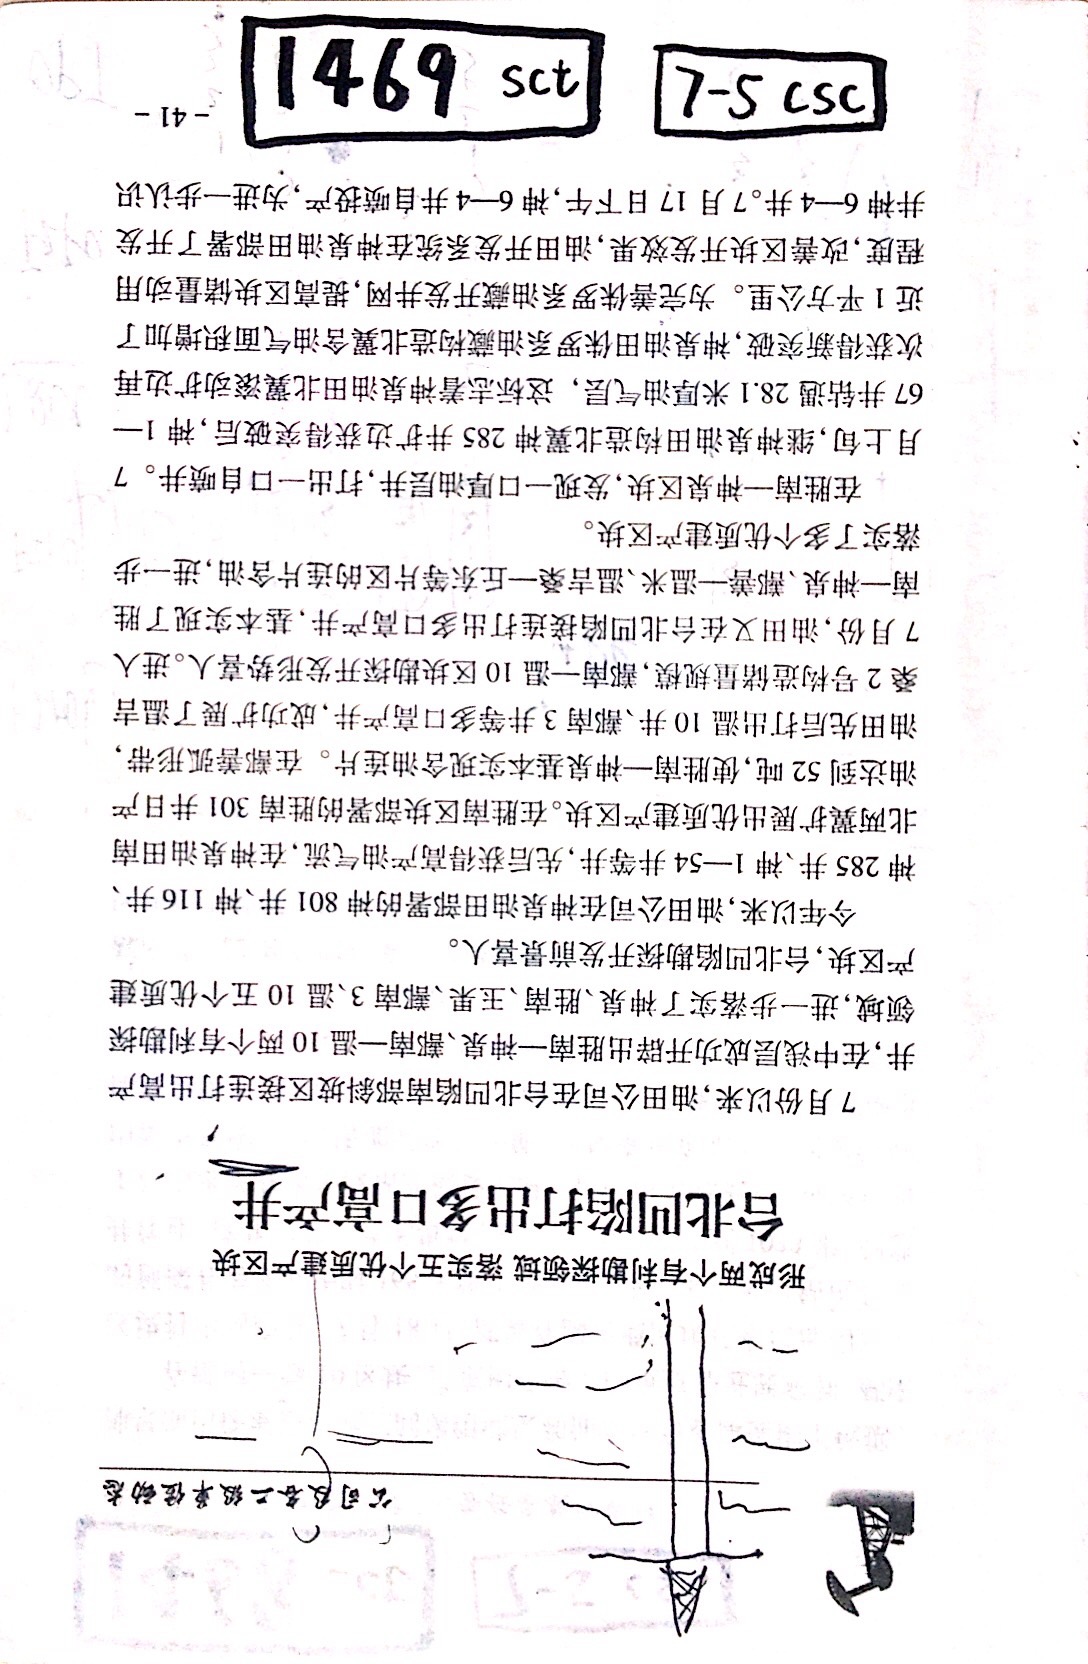 1469 sct
7-5 csc
公司及各二级单位动态
形成两个有利勘探领域 落实五个优质建产区块
台北凹陷打出多口高产井
7月份以来,油田公司在台北凹陷南部斜坡区接连打出高产
井,在中浅层成功开辟出胜南—神泉、鄯南—温10两个有利勘探
领域,进一步落实了神泉、胜南、玉果、鄯南3、温10五个优质建
产区块,台北凹陷勘探开发前景喜人。
今年以来,油田公司在神泉油田部署的神801井、神116井、
神285井、神1—54井等井,先后获得高产油气流,在神泉油田南
北两翼扩展出优质建产区块。在胜南区块部署的胜南301井日产
油达到52吨,使胜南—神泉基本实现含油连片。在鄯善弧形带,
油田先后打出温10井、鄯南3井等多口高产井,成功扩展了温吉
桑2号构造储量规模,鄯南—温10区块勘探开发形势喜人。进入
7月份,油田又在台北凹陷接连打出多口高产井,基本实现了胜
南—神泉、鄯善—温米、温吉桑—丘东等片区的连片含油,进一步
落实了多个优质建产区块。
在胜南—神泉区块,发现一口厚油层井,打出一口自喷井。7
月上旬,继神泉油田构造北翼神285井扩边获得突破后,神1—
67井钻遇28.1米厚油气层,这标志着神泉油田北翼滚动扩边再
次获得新突破,神泉油田侏罗系油藏构造北翼含油气面积增加了
近1平方公里。为完善侏罗系油藏开发井网,提高区块储量动用
程度,改善区块开发效果,油田开发系统在神泉油田部署了开发
井神6—4井。7月17日下午,神6—4井自喷投产,为进一步认识
- 41 -